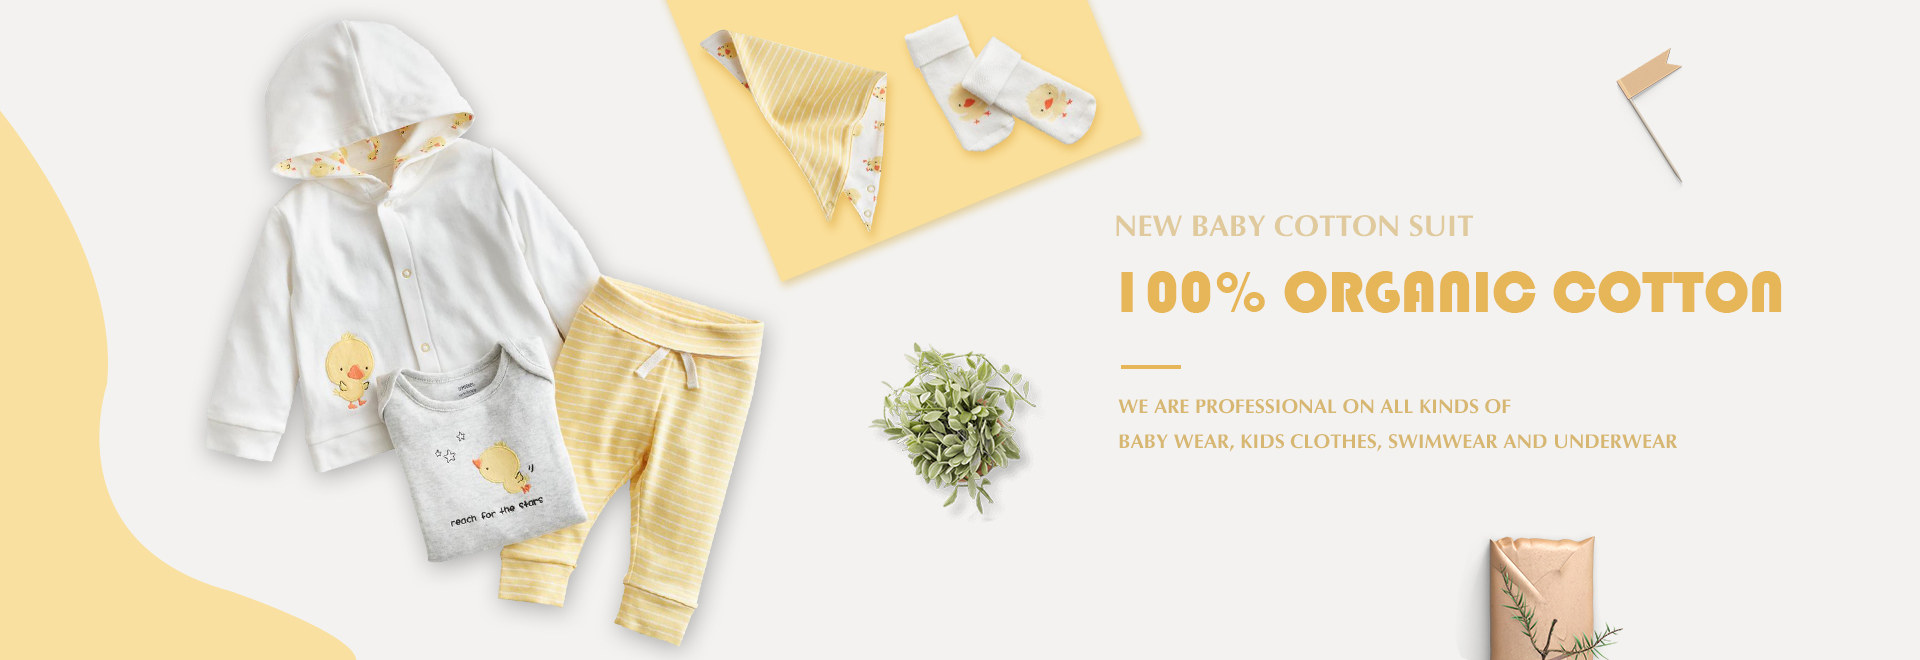 NEW BABY COTTON SUIT
100% ORGANIC COTTON
WE ARE PROFESSIONAL ON ALL KINDS OF
BABY WEAR, KIDS CLOTHES, SWIMWEAR AND UNDERWEAR
reach for the stars